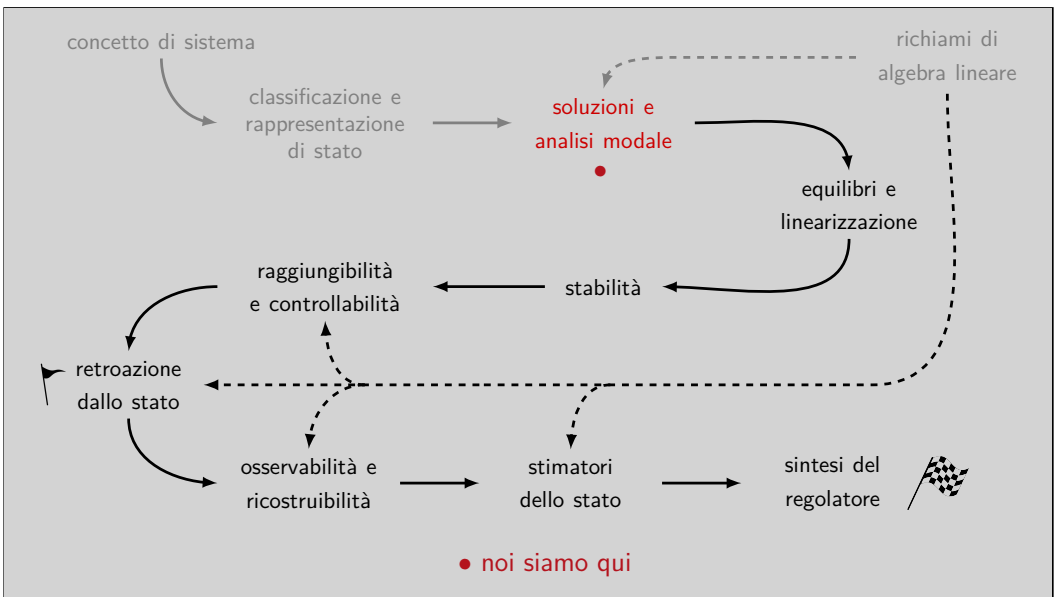 concetto di sistema
richiami di
algebra lineare
classificazione e
rappresentazione
di stato
soluzioni e
analisi modale
equilibri e
linearizzazione
raggiungibilità
e controllabilità
stabilità
retroazione
dallo stato
osservabilità e
ricostruibilità
stimatori
dello stato
sintesi del
regolatore
noi siamo qui